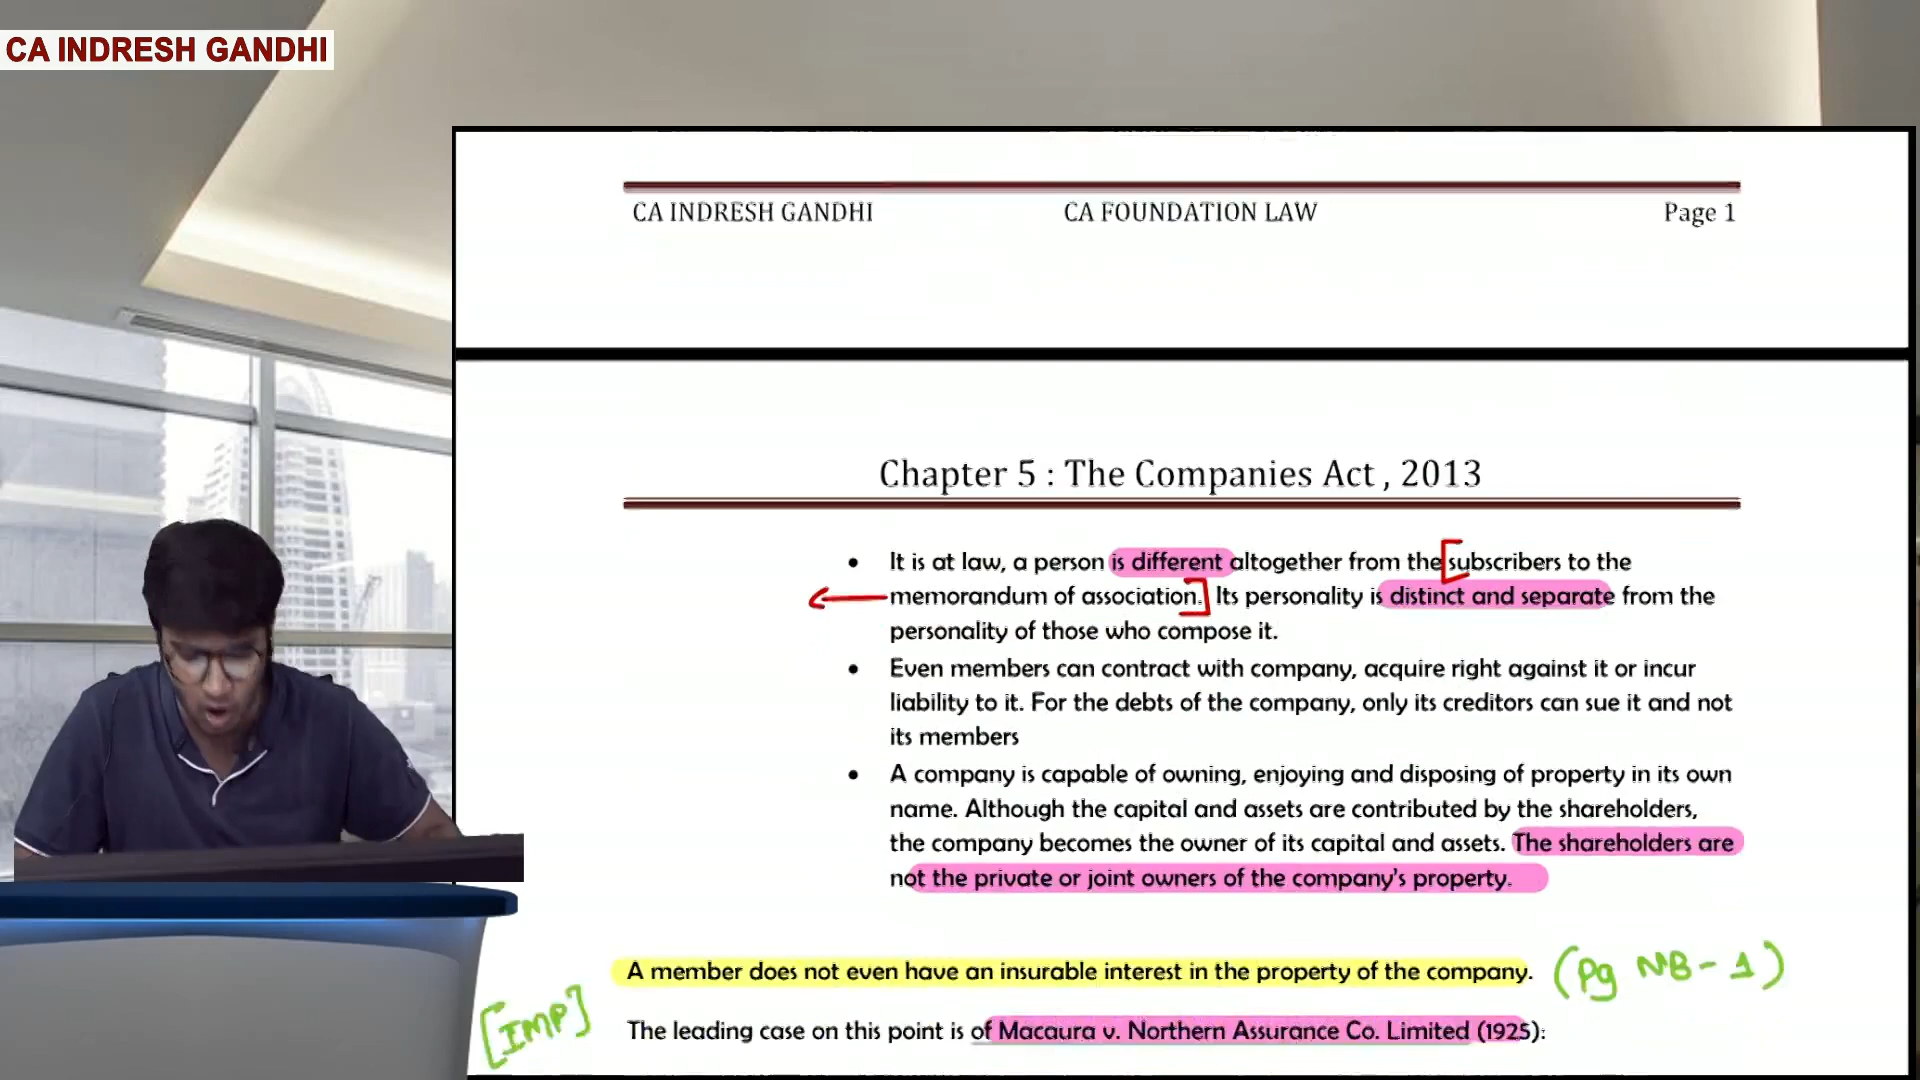 CA INDRESH GANDHI
CA INDRESH GANDHI CA FOUNDATION LAW Page 1
Chapter 5 : The Companies Act , 2013
• It is at law, a person is different altogether from the [subscribers to the
memorandum of association.] Its personality is distinct and separate from the
personality of those who compose it.
• Even members can contract with company, acquire right against it or incur
liability to it. For the debts of the company, only its creditors can sue it and not
its members
• A company is capable of owning, enjoying and disposing of property in its own
name. Although the capital and assets are contributed by the shareholders,
the company becomes the owner of its capital and assets. The shareholders are
not the private or joint owners of the company's property.
A member does not even have an insurable interest in the property of the company. (Pg NB-1)
[IMP] The leading case on this point is of Macaura v. Northern Assurance Co. Limited (1925):